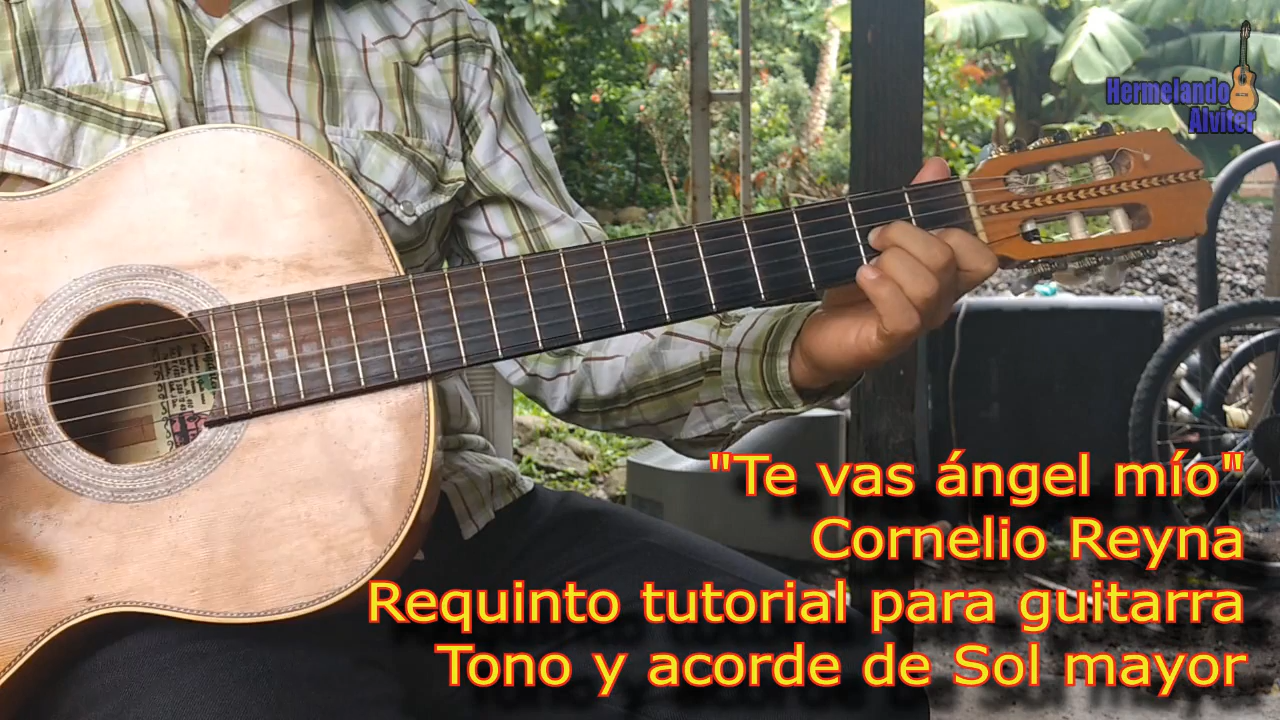 Hermelando
Alviter
"Te vas ángel mío"
Cornelio Reyna
Requinto tutorial para guitarra
Tono y acorde de Sol mayor